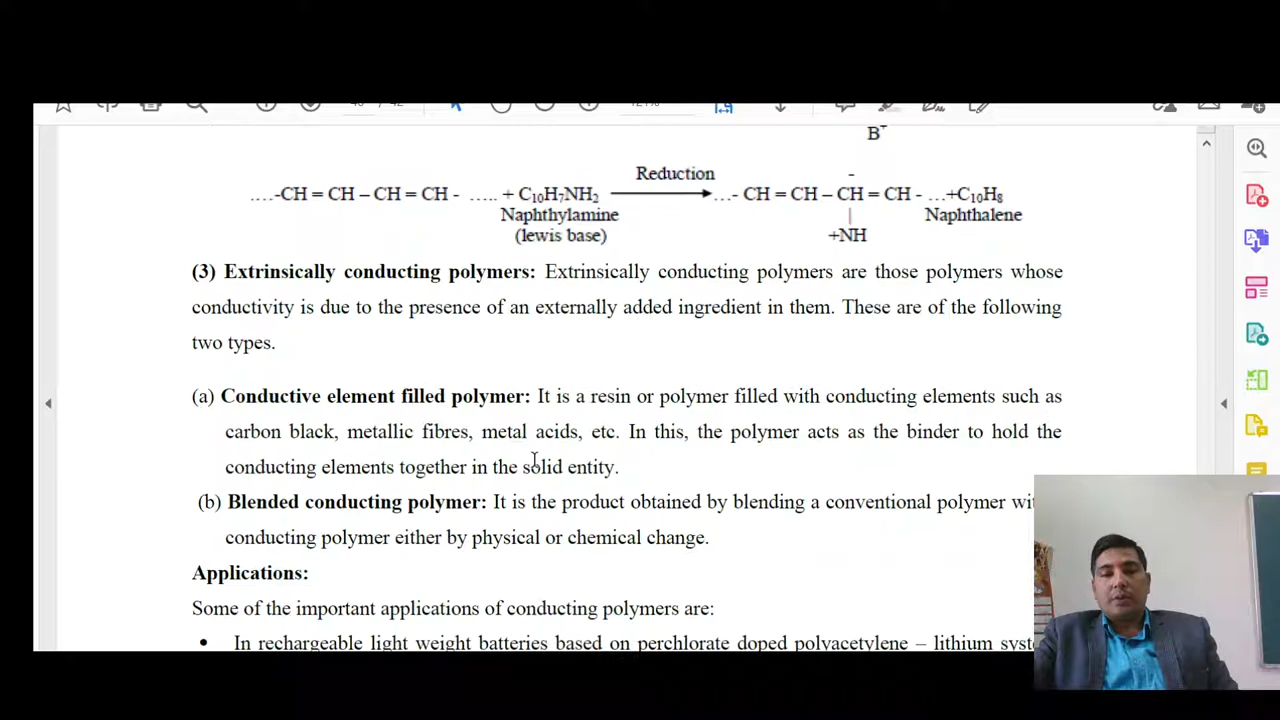 B+
Reduction
-
....-CH = CH – CH = CH - ..... + C10H7NH2 ...- CH = CH – CH = CH - ...+C10H8
Naphthylamine | Naphthalene
(lewis base) +NH
(3) Extrinsically conducting polymers: Extrinsically conducting polymers are those polymers whose
conductivity is due to the presence of an externally added ingredient in them. These are of the following
two types.
(a) Conductive element filled polymer: It is a resin or polymer filled with conducting elements such as
carbon black, metallic fibres, metal acids, etc. In this, the polymer acts as the binder to hold the
conducting elements together in the solid entity.
(b) Blended conducting polymer: It is the product obtained by blending a conventional polymer
conducting polymer either by physical or chemical change.
Applications:
Some of the important applications of conducting polymers are:
• In rechargeable light weight batteries based on perchlorate doped polyacetylene – lithium